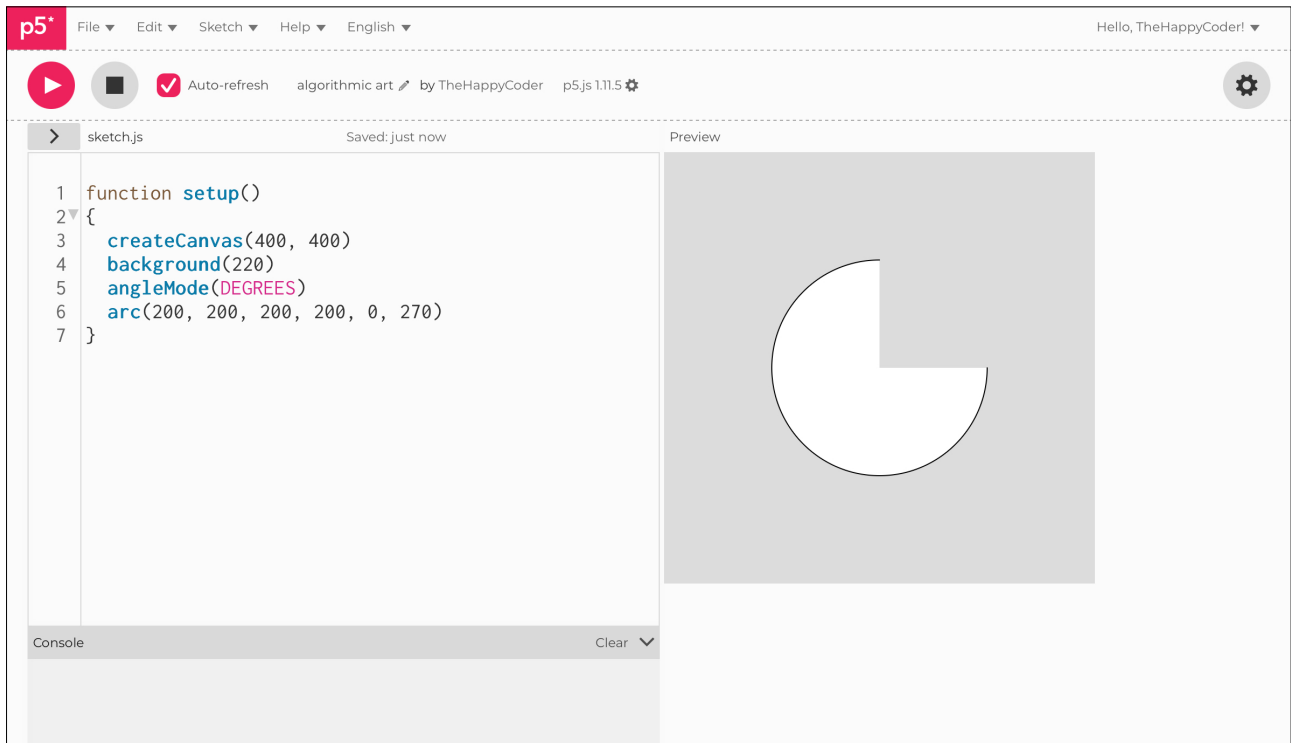 p5* File Edit Sketch Help English Hello, TheHappyCoder!
Auto-refresh algorithmic art by TheHappyCoder p5.js 1.11.5
sketch.js Saved: just now Preview
1 function setup()
2 {
3 createCanvas(400, 400)
4 background(220)
5 angleMode(DEGREES)
6 arc(200, 200, 200, 200, 0, 270)
7 }
Console Clear